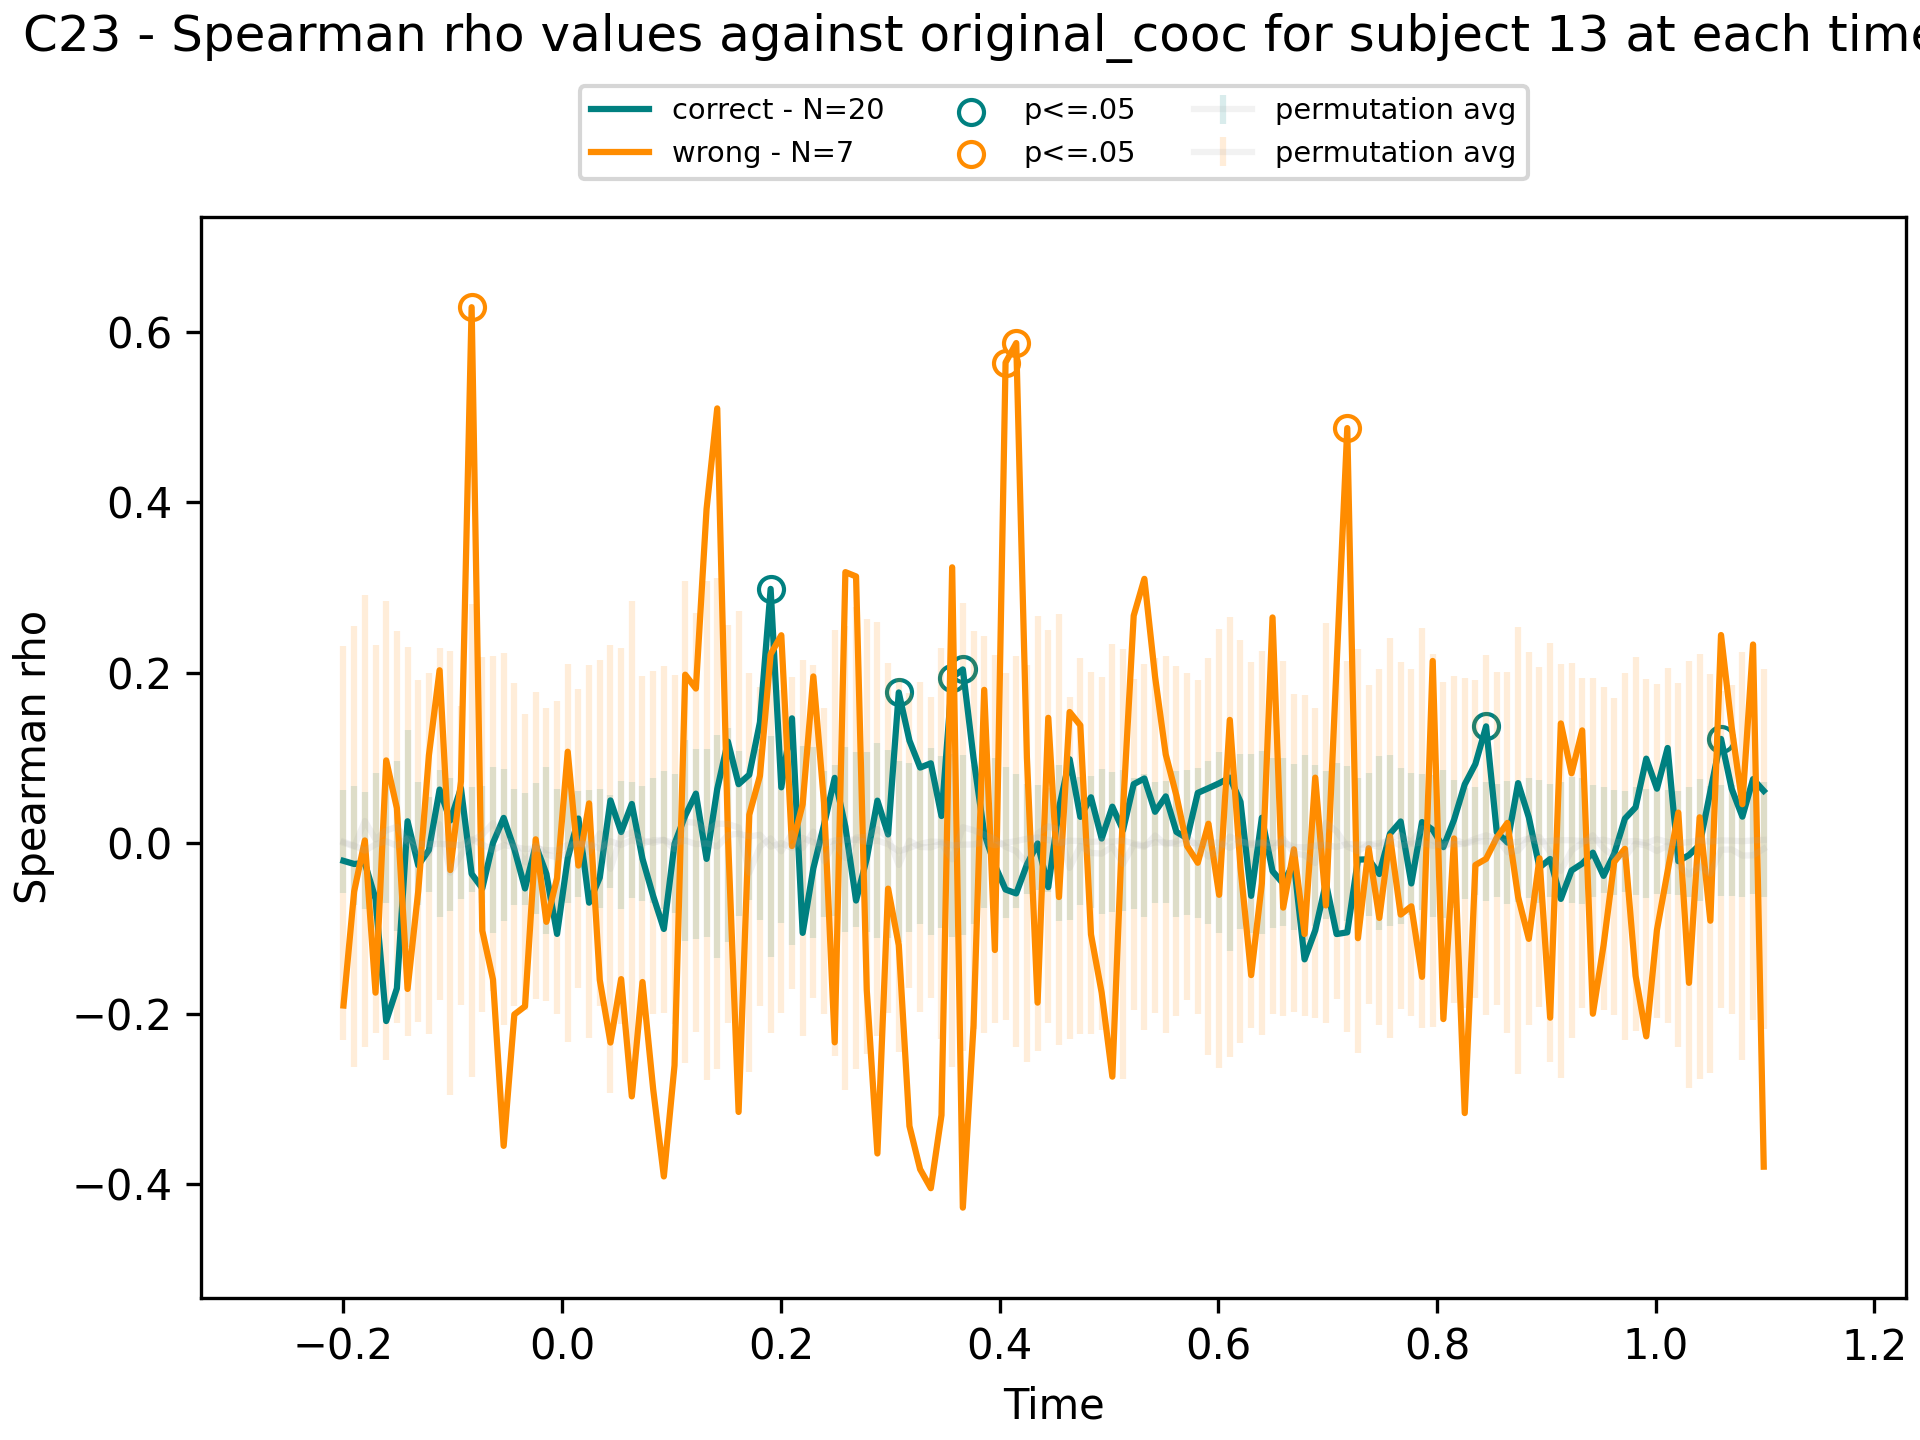 C23 - Spearman rho values against original_cooc for subject 13 at each time
correct - N=20
wrong - N=7
p<=.05
p<=.05
permutation avg
permutation avg
Spearman rho
0.6
0.4
0.2
0.0
−0.2
−0.4
−0.2
0.0
0.2
0.4
0.6
0.8
1.0
1.2
Time